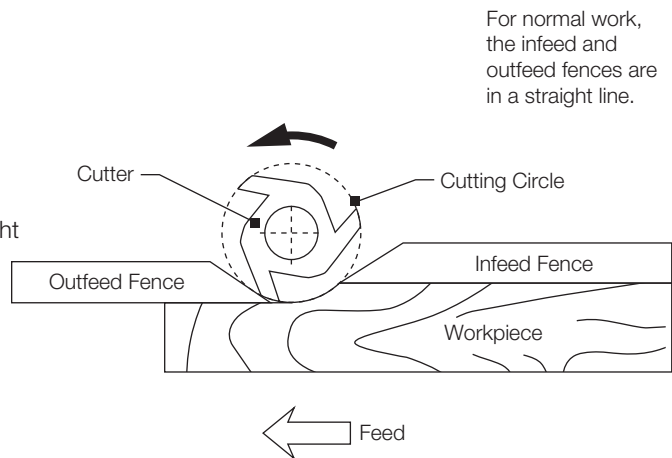 For normal work,
the infeed and
outfeed fences are
in a straight line.
Cutter
Cutting Circle
ht
Outfeed Fence
Infeed Fence
Workpiece
Feed